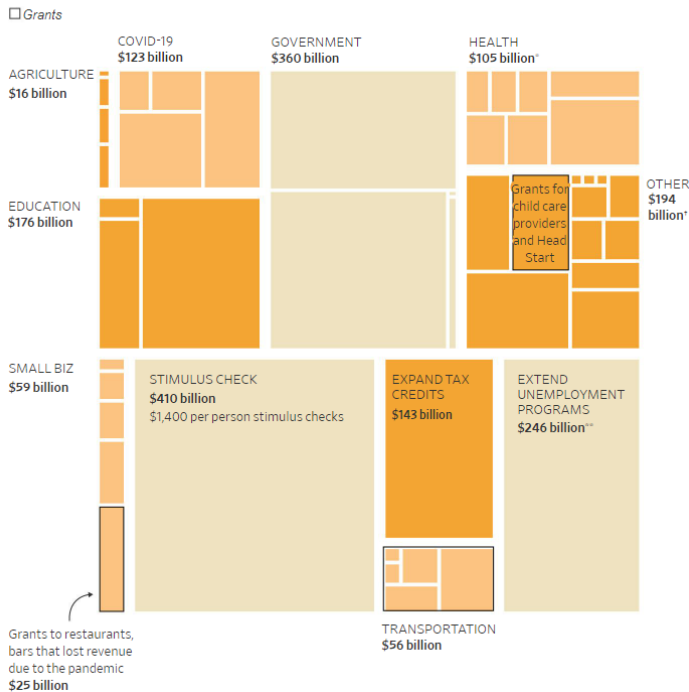 Grants
COVID-19
$123 billion
GOVERNMENT
$360 billion
HEALTH
$105 billion*
AGRICULTURE
$16 billion
EDUCATION
$176 billion
Grants for
child care
providers
and Head
Start
OTHER
$194
billion†
SMALL BIZ
$59 billion
STIMULUS CHECK
$410 billion
$1,400 per person stimulus checks
EXPAND TAX
CREDITS
$143 billion
EXTEND
UNEMPLOYMENT
PROGRAMS
$246 billion**
Grants to restaurants,
bars that lost revenue
due to the pandemic
$25 billion
TRANSPORTATION
$56 billion